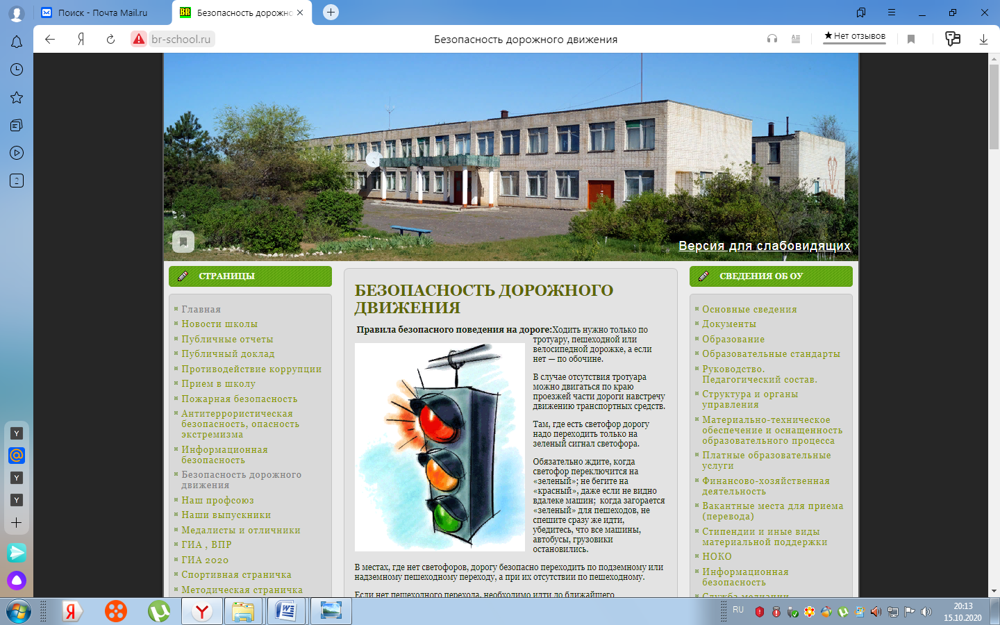 Поиск - Почта Mail.ru
Безопасность дорожно
br-school.ru
Безопасность дорожного движения
★Нет отзывов
2
Версия для слабовидящих
СТРАНИЦЫ
Главная
Новости школы
Публичные отчеты
Публичный доклад
Противодействие коррупции
Прием в школу
Пожарная безопасность
Антитеррористическая
безопасность, опасность
экстремизма
Информационная
безопасность
Безопасность дорожного
движения
Наш профсоюз
Наши выпускники
Медалисты и отличники
ГИА , ВПР
ГИА 2020
Спортивная страничка
Методическая страничка
БЕЗОПАСНОСТЬ ДОРОЖНОГО
ДВИЖЕНИЯ
Правила безопасного поведения на дороге:Ходить нужно только по
тротуару, пешеходной или
велосипедной дорожке, а если
нет — по обочине.
В случае отсутствия тротуара
можно двигаться по краю
проезжей части дороги навстречу
движению транспортных средств.
Там, где есть светофор дорогу
надо переходить только на
зеленый сигнал светофора.
Обязательно ждите, когда
светофор переключится на
«зеленый»; не бегите на
«красный», даже если не видно
вдалеке машин; когда загорается
«зеленый» для пешеходов, не
спешите сразу же идти,
убедитесь, что все машины,
автобусы, грузовики
остановились.
В местах, где нет светофоров, дорогу безопасно переходить по подземному или
надземному пешеходному переходу, а при их отсутствии по пешеходному.
Если нет пешеходного перехода, необходимо идти до ближайшего
СВЕДЕНИЯ ОБ ОУ
Основные сведения
Документы
Образование
Образовательные стандарты
Руководство.
Педагогический состав.
Структура и органы
управления
Материально-техническое
обеспечение и оснащенность
образовательного процесса
Платные образовательные
услуги
Финансово-хозяйственная
деятельность
Вакантные места для приема
(перевода)
Стипендии и иные виды
материальной поддержки
НОКО
Информационная
безопасность
Служба медиации
RU
20:13
15.10.2020